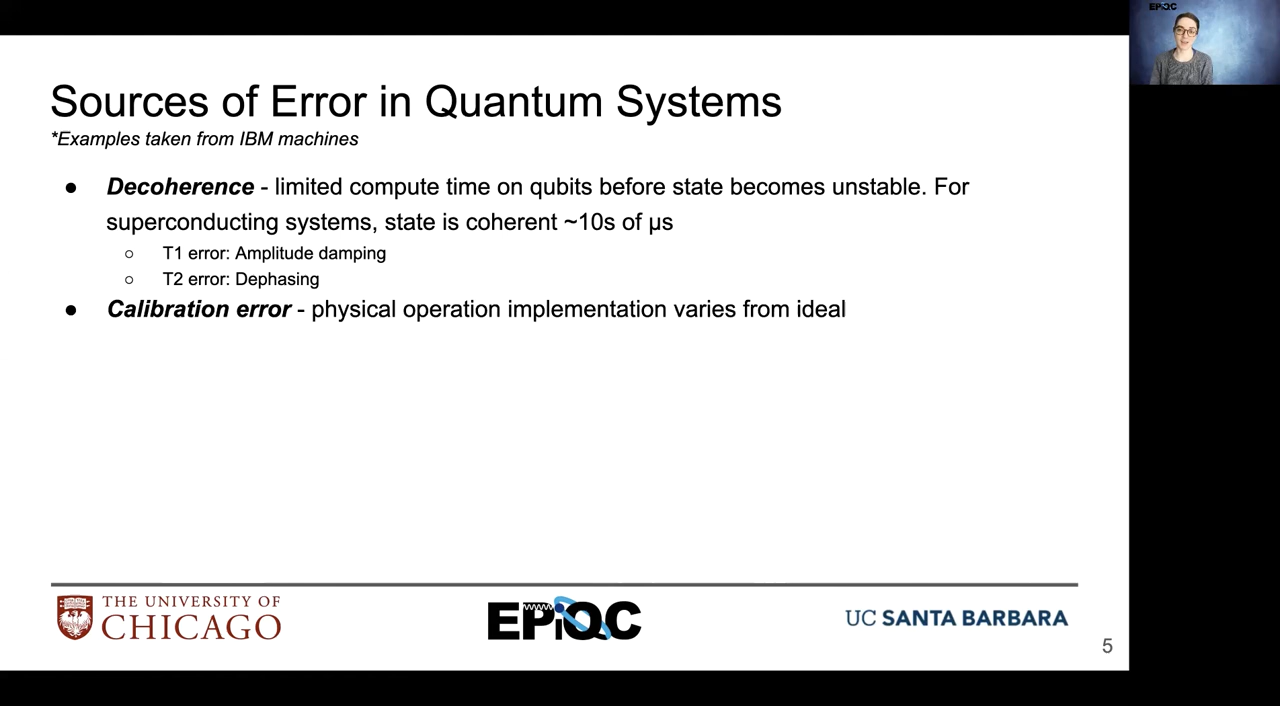 EPiQC
Sources of Error in Quantum Systems
*Examples taken from IBM machines
● Decoherence - limited compute time on qubits before state becomes unstable. For
superconducting systems, state is coherent ~10s of µs
○ T1 error: Amplitude damping
○ T2 error: Dephasing
● Calibration error - physical operation implementation varies from ideal
THE UNIVERSITY OF
CHICAGO
EPiQC
UC SANTA BARBARA
5